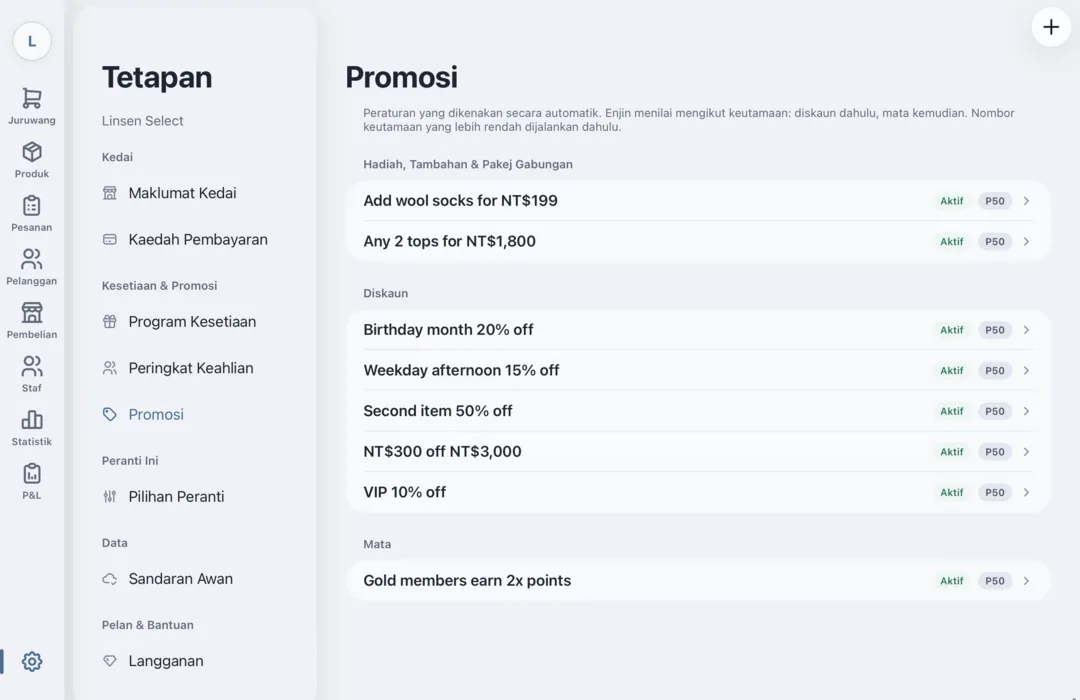 L
Juruwang
Produk
Pesanan
Pelanggan
Pembelian
Staf
Statistik
P&L
Tetapan
Linsen Select
Kedai
Maklumat Kedai
Kaedah Pembayaran
Kesetiaan & Promosi
Program Kesetiaan
Peringkat Keahlian
Promosi
Peranti Ini
Pilihan Peranti
Data
Sandaran Awan
Pelan & Bantuan
Langganan
Promosi
Peraturan yang dikenakan secara automatik. Enjin menilai mengikut keutamaan: diskaun dahulu, mata kemudian. Nombor
keutamaan yang lebih rendah dijalankan dahulu.
Hadiah, Tambahan & Pakej Gabungan
Add wool socks for NT$199 Aktif P50
Any 2 tops for NT$1,800 Aktif P50
Diskaun
Birthday month 20% off Aktif P50
Weekday afternoon 15% off Aktif P50
Second item 50% off Aktif P50
NT$300 off NT$3,000 Aktif P50
VIP 10% off Aktif P50
Mata
Gold members earn 2x points Aktif P50